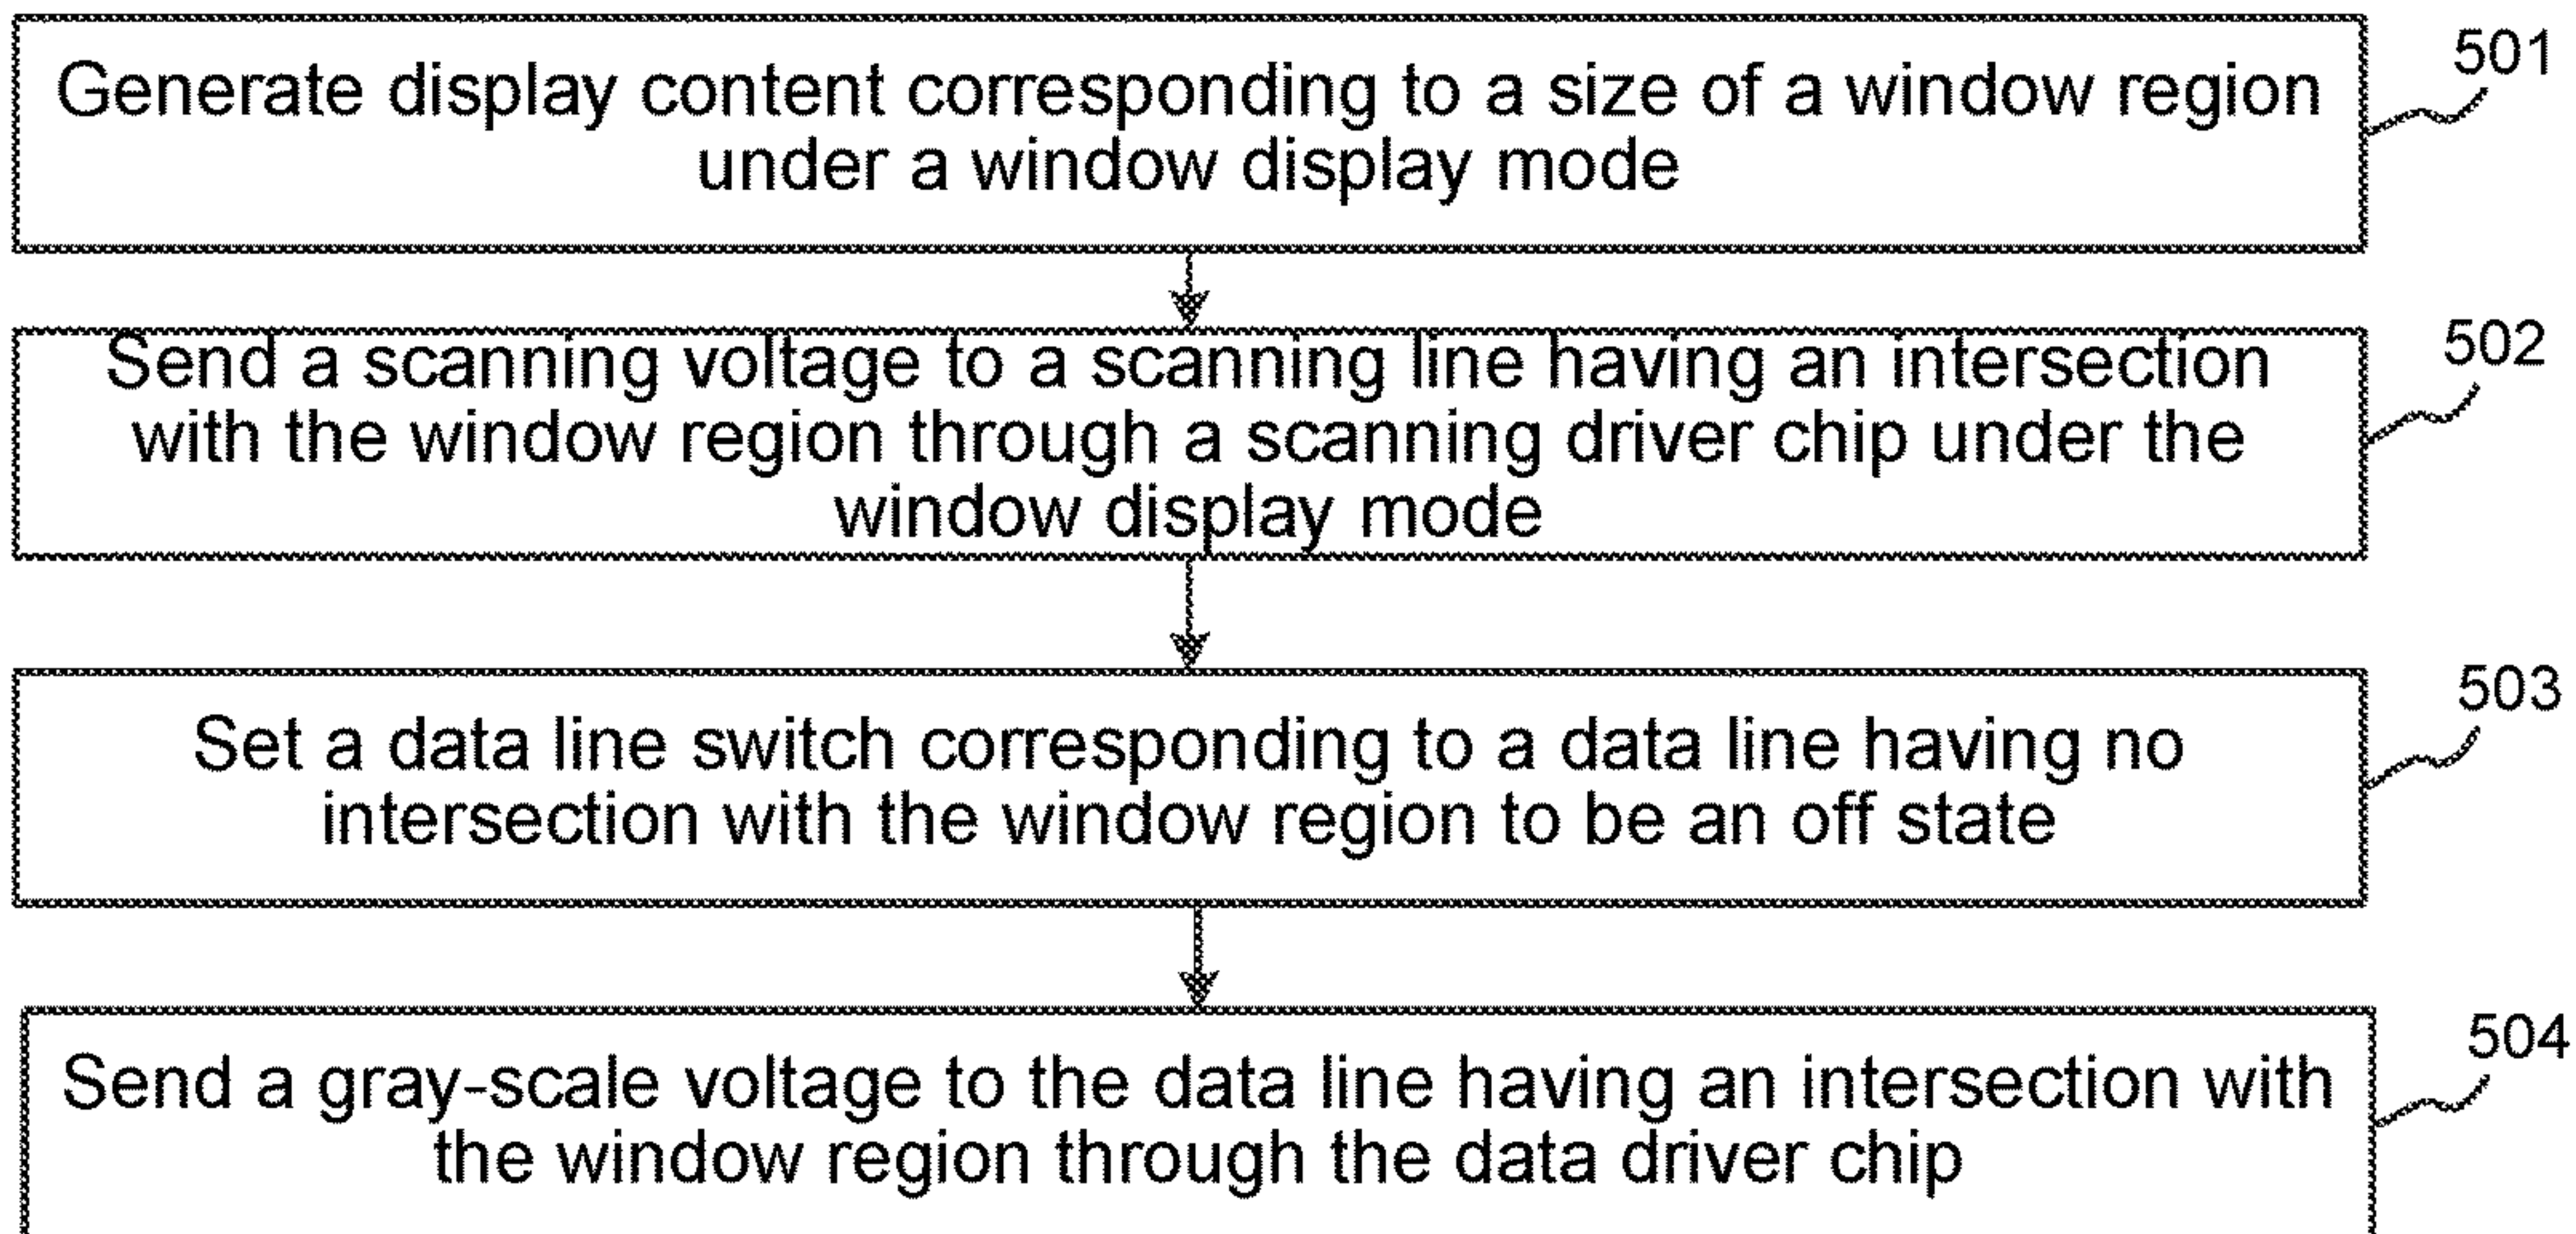 Generate display content corresponding to a size of a window region
under a window display mode
501
Send a scanning voltage to a scanning line having an intersection
with the window region through a scanning driver chip under the
window display mode
502
Set a data line switch corresponding to a data line having no
intersection with the window region to be an off state
503
Send a gray-scale voltage to the data line having an intersection with
the window region through the data driver chip
504